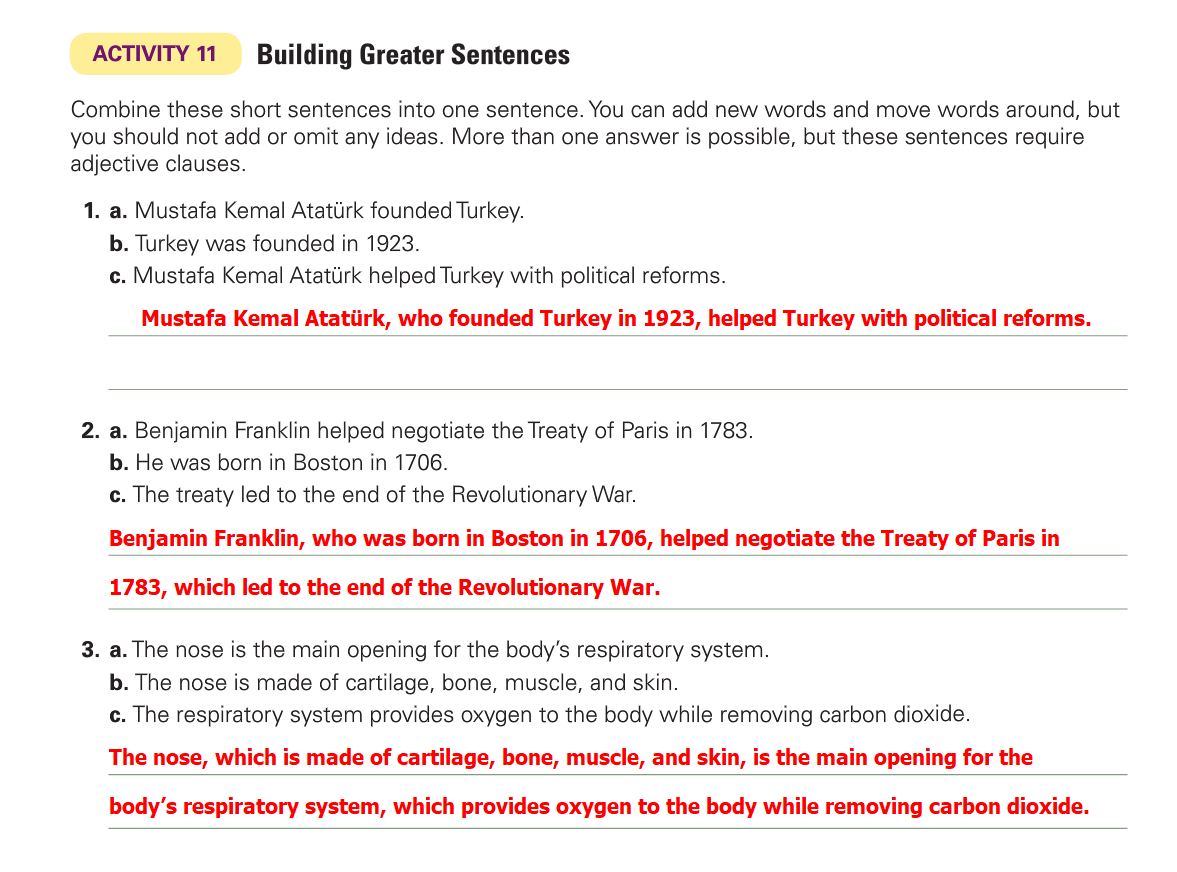 ACTIVITY 11 Building Greater Sentences
Combine these short sentences into one sentence. You can add new words and move words around, but
you should not add or omit any ideas. More than one answer is possible, but these sentences require
adjective clauses.
1. a. Mustafa Kemal Atatürk founded Turkey.
b. Turkey was founded in 1923.
c. Mustafa Kemal Atatürk helped Turkey with political reforms.
Mustafa Kemal Atatürk, who founded Turkey in 1923, helped Turkey with political reforms.
2. a. Benjamin Franklin helped negotiate the Treaty of Paris in 1783.
b. He was born in Boston in 1706.
c. The treaty led to the end of the Revolutionary War.
Benjamin Franklin, who was born in Boston in 1706, helped negotiate the Treaty of Paris in
1783, which led to the end of the Revolutionary War.
3. a. The nose is the main opening for the body's respiratory system.
b. The nose is made of cartilage, bone, muscle, and skin.
c. The respiratory system provides oxygen to the body while removing carbon dioxide.
The nose, which is made of cartilage, bone, muscle, and skin, is the main opening for the
body's respiratory system, which provides oxygen to the body while removing carbon dioxide.